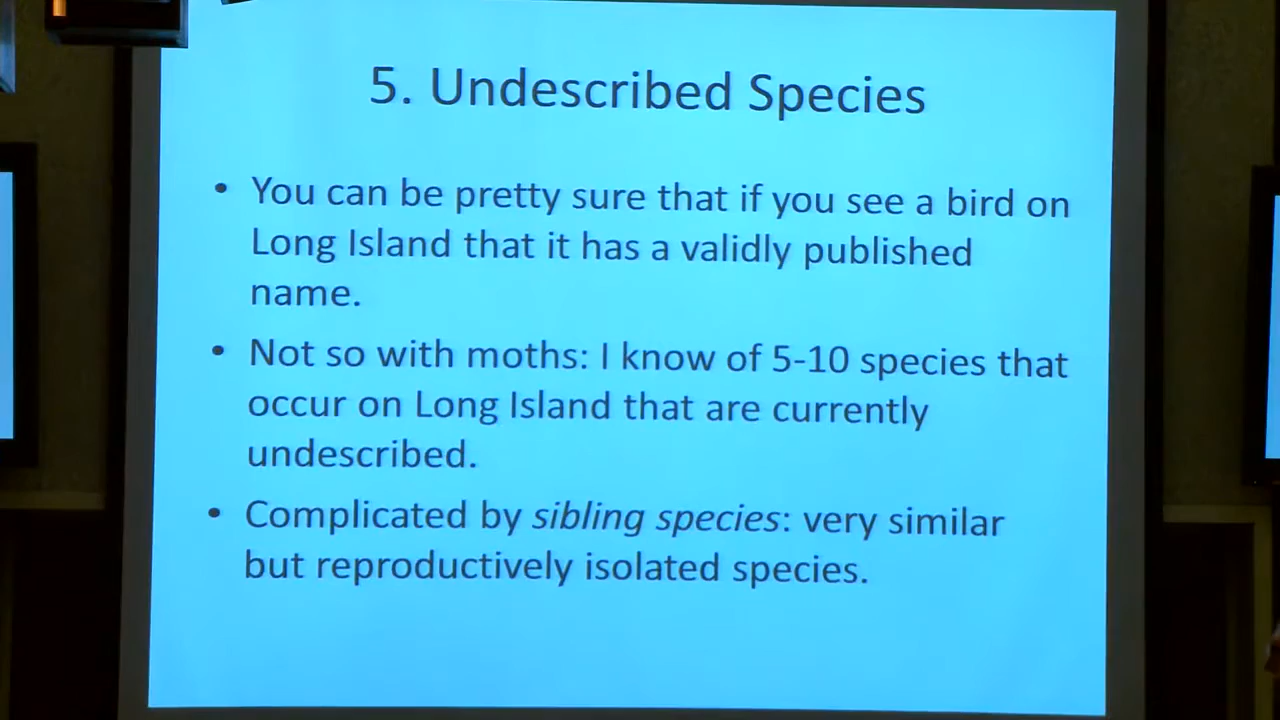 5. Undescribed Species
• You can be pretty sure that if you see a bird on
Long Island that it has a validly published
name.
• Not so with moths: I know of 5-10 species that
occur on Long Island that are currently
undescribed.
• Complicated by sibling species: very similar
but reproductively isolated species.